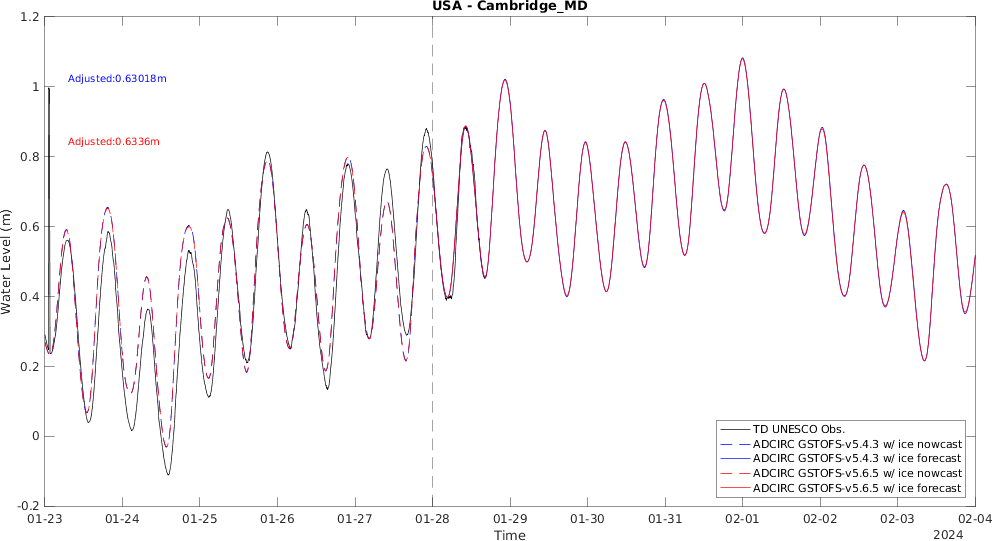 USA - Cambridge_MD
1.2
1
0.8
0.6
0.4
0.2
0
-0.2
Water Level (m)
Adjusted:0.63018m
Adjusted:0.6336m
TD UNESCO Obs.
ADCIRC GSTOFS-v5.4.3 w/ ice nowcast
ADCIRC GSTOFS-v5.4.3 w/ ice forecast
ADCIRC GSTOFS-v5.6.5 w/ ice nowcast
ADCIRC GSTOFS-v5.6.5 w/ ice forecast
01-23 01-24 01-25 01-26 01-27 01-28 01-29 01-30 01-31 02-01 02-02 02-03 02-04
Time
2024